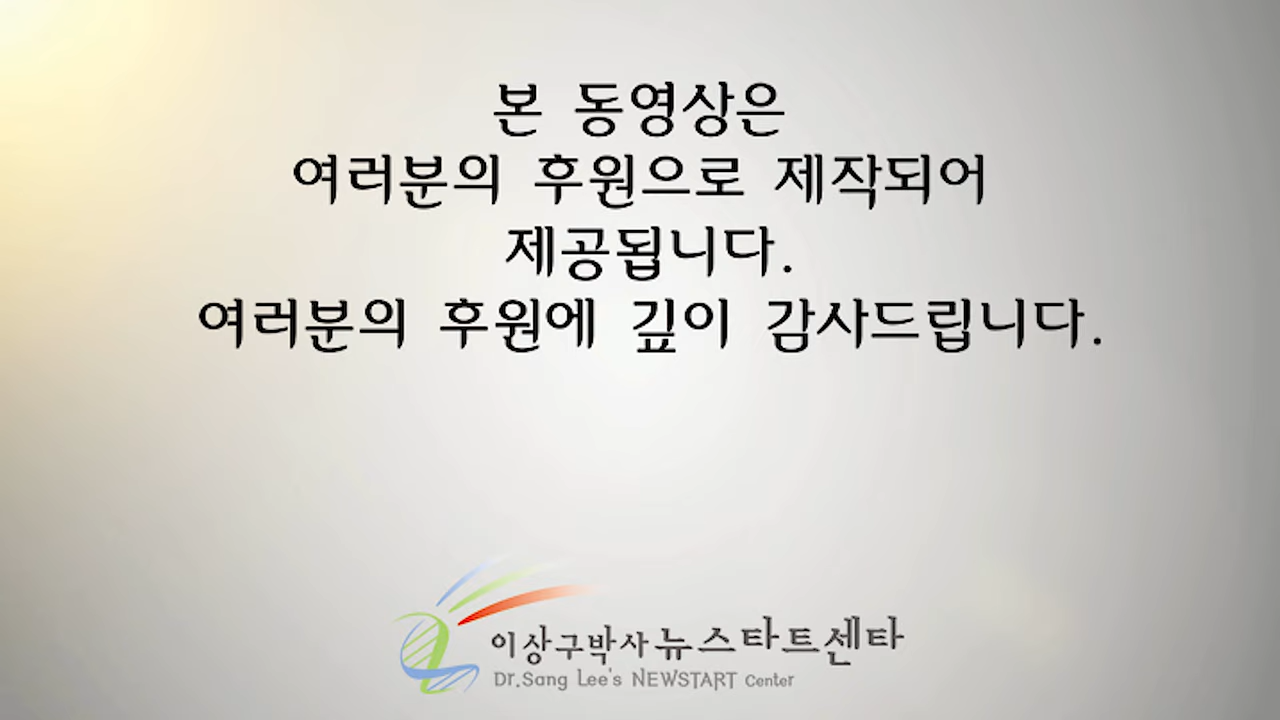 본 동영상은
여러분의 후원으로 제작되어
제공됩니다.
여러분의 후원에 깊이 감사드립니다.
이상구박사뉴스타트센타
Dr.Sang Lee's NEWSTART Center